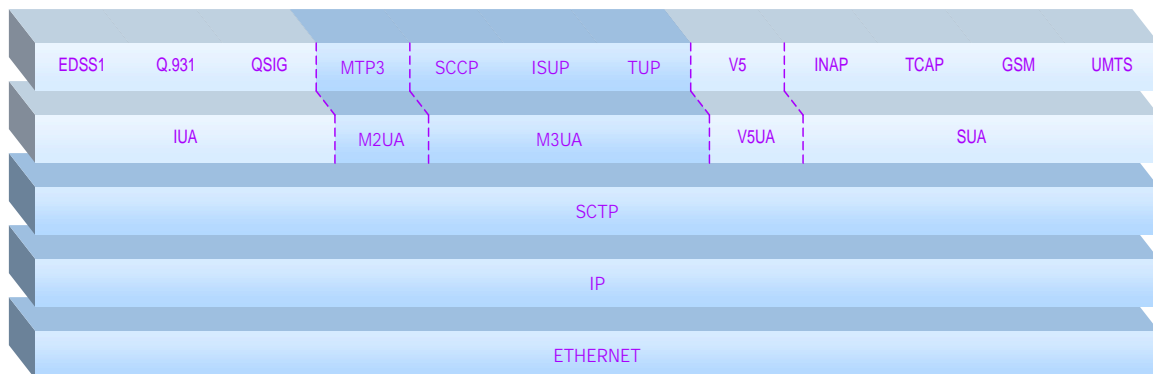 EDSS1 Q.931 QSIG MTP3 SCCP ISUP TUP V5 INAP TCAP GSM UMTS
IUA M2UA M3UA V5UA SUA
SCTP
IP
ETHERNET